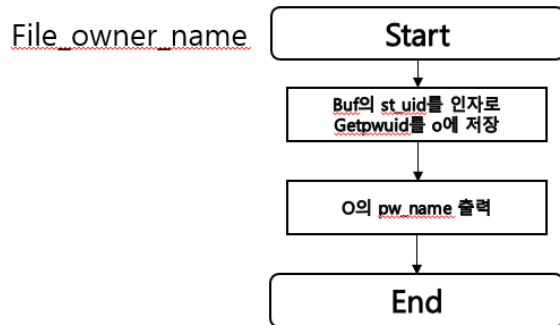 File_owner_name
Start
Buf의 st_uid를 인자로
Getpwuid를 o에 저장
O의 pw_name 출력
End